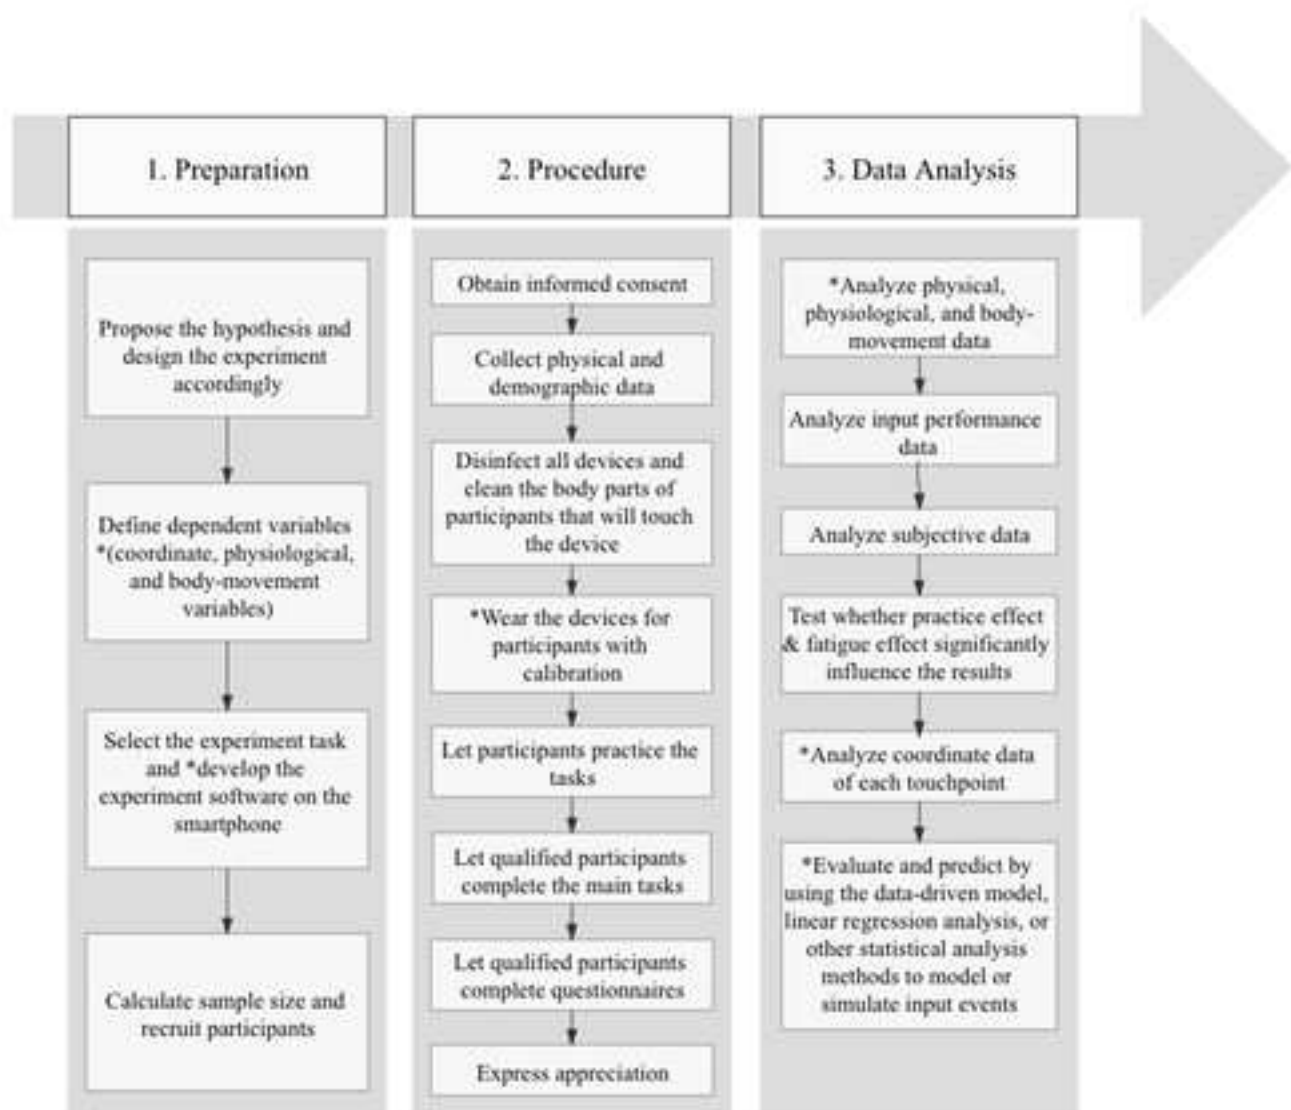 1. Preparation
2. Procedure
3. Data Analysis
Propose the hypothesis and
design the experiment
accordingly
Define dependent variables
*(coordinate, physiological,
and body-movement
variables)
Select the experiment task
and *develop the
experiment software on the
smartphone
Calculate sample size and
recruit participants
Obtain informed consent
Collect physical and
demographic data
Disinfect all devices and
clean the body parts of
participants that will touch
the device
*Wear the devices for
participants with
calibration
Let participants practice the
tasks
Let qualified participants
complete the main tasks
Let qualified participants
complete questionnaires
Express appreciation
*Analyze physical,
physiological, and body-
movement data
Analyze input performance
data
Analyze subjective data
Test whether practice effect
& fatigue effect significantly
influence the results
*Analyze coordinate data
of each touchpoint
*Evaluate and predict by
using the data-driven model,
linear regression analysis, or
other statistical analysis
methods to model or
simulate input events